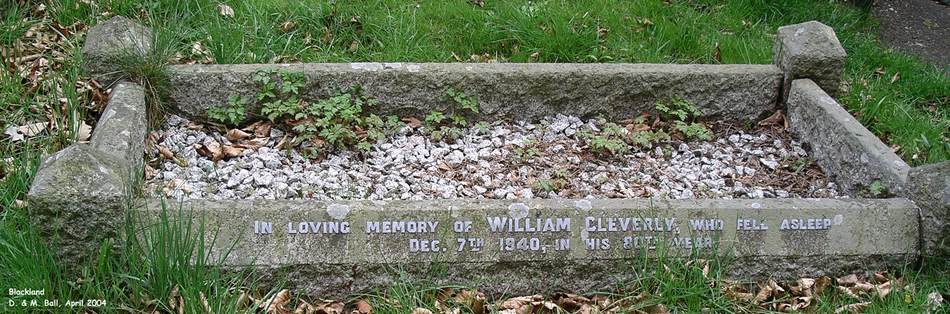 IN LOVING MEMORY OF WILLIAM CLEVERLY, WHO FELL ASLEEP
DEC. 7TH 1940, IN HIS 80TH YEAR.
Blackland
D. & M. Ball, April 2004